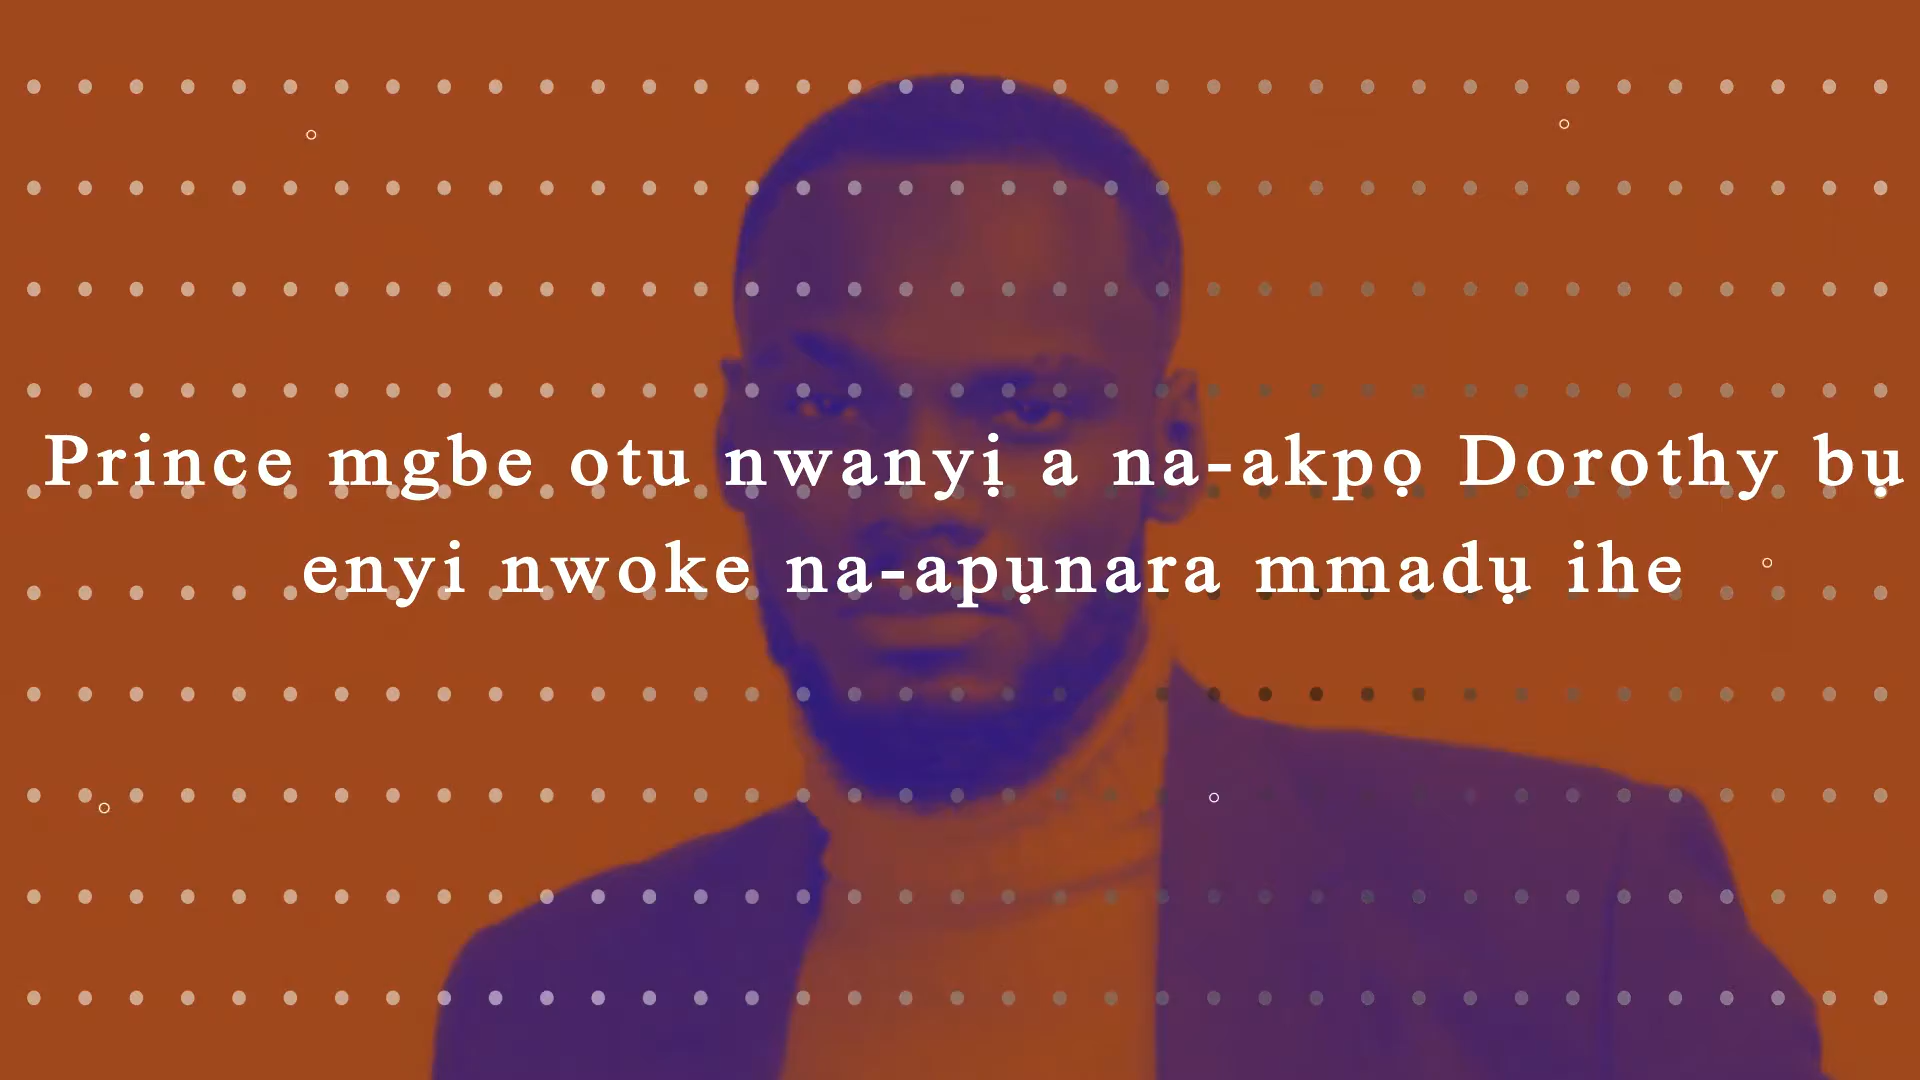 Prince mgbe otu nwanyị a na-akpọ Dorothy bụ
enyi nwoke na-apụnara mmadụ ihe